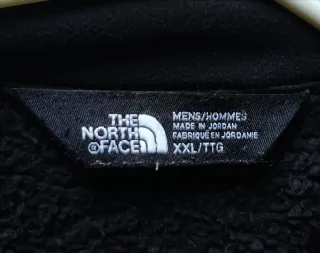 THE
NORTH
FACE
MENS/HOMMES
MADE IN JORDAN
FABRIQUÉ EN JORDANIE
XXL/TTG